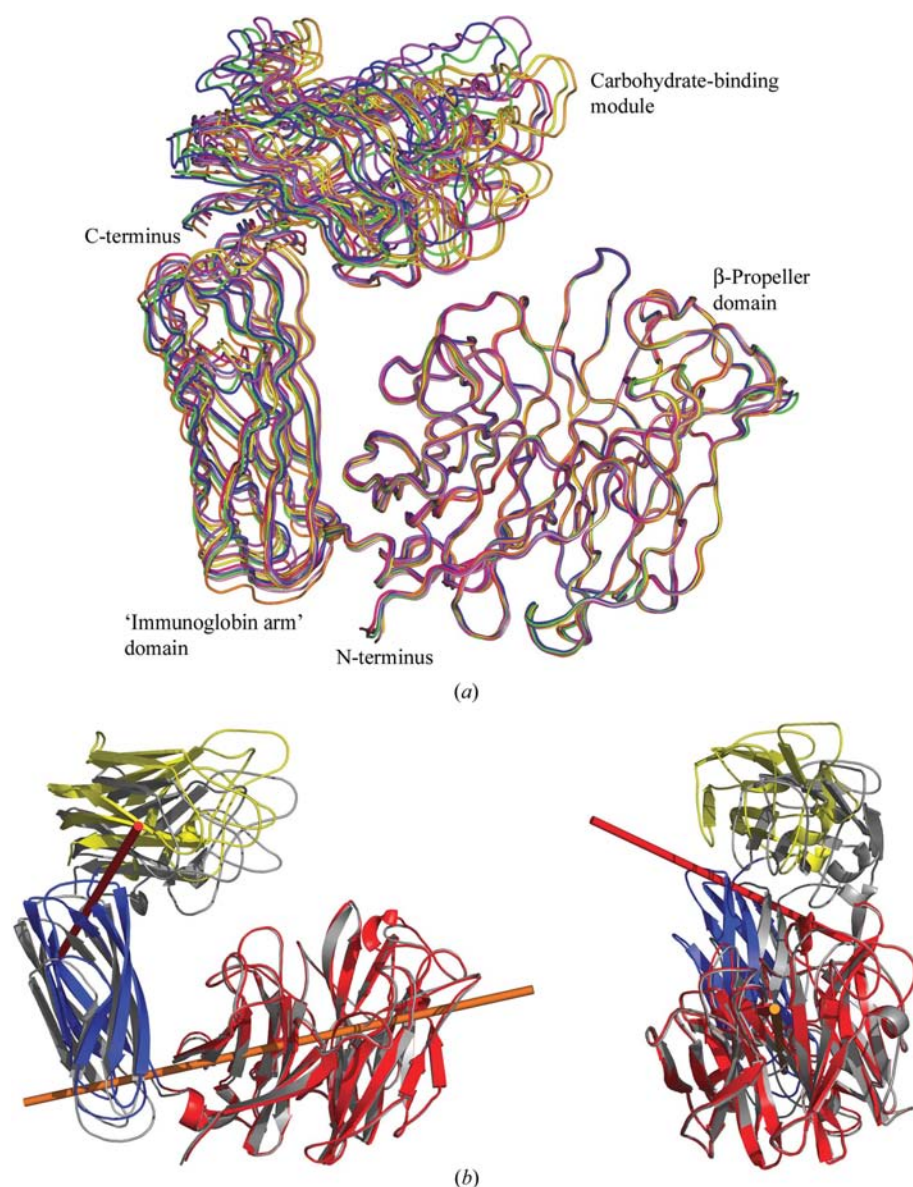 Carbohydrate-binding
module
C-terminus
β-Propeller
domain
'Immunoglobin arm'
domain
N-terminus
(a)
(b)